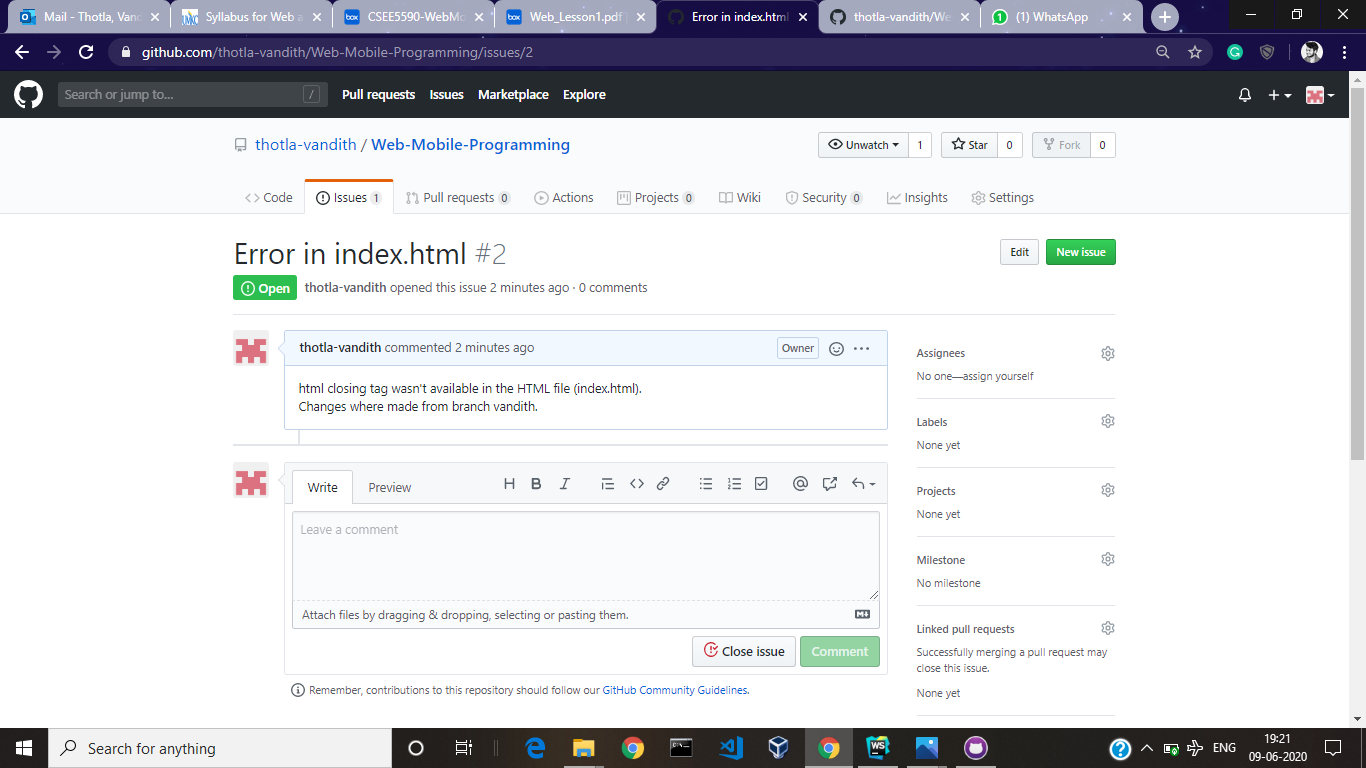 Mail - Thotla, Vand
Syllabus for Web a
CSEE5590-WebMo
Web_Lesson1.pdf
Error in index.html
thotla-vandith/We
(1) WhatsApp
github.com/thotla-vandith/Web-Mobile-Programming/issues/2
Search or jump to... /
Pull requests Issues Marketplace Explore
thotla-vandith / Web-Mobile-Programming
Unwatch 1 Star 0 Fork 0
Code Issues 1 Pull requests 0 Actions Projects 0 Wiki Security 0 Insights Settings
Error in index.html #2
Edit New issue
Open thotla-vandith opened this issue 2 minutes ago · 0 comments
thotla-vandith commented 2 minutes ago Owner
html closing tag wasn't available in the HTML file (index.html).
Changes where made from branch vandith.
Write Preview
H B I
Leave a comment
Attach files by dragging & dropping, selecting or pasting them.
Close issue Comment
Remember, contributions to this repository should follow our GitHub Community Guidelines.
Assignees
No one—assign yourself
Labels
None yet
Projects
None yet
Milestone
No milestone
Linked pull requests
Successfully merging a pull request may
close this issue.
None yet
Search for anything
ENG
19:21
09-06-2020